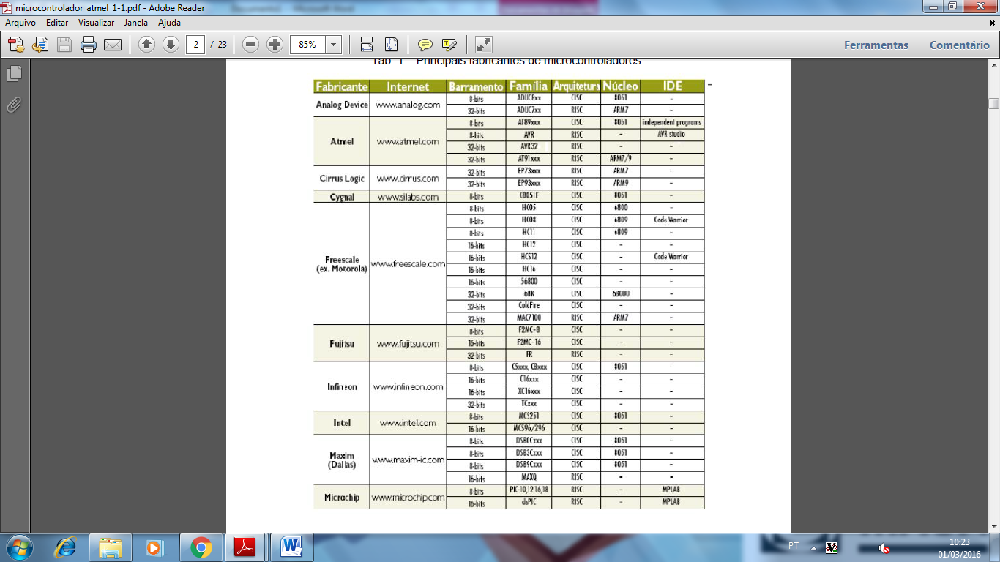 microcontrolador_atmel_1-1.pdf - Adobe Reader
Arquivo Editar Visualizar Janela Ajuda
2 / 23 85% Ferramentas Comentário
Tab. 1.– Principais fabricantes de microcontroladores .
Fabricante Internet Barramento Família Arquitetura Núcleo IDE
Analog Device www.analog.com 8-bits ADUC8xx CISC 8051 -
32-bits ADUC7xx RISC ARM7 -
Atmel www.atmel.com 8-bits AT89xxx CISC 8051 independent programs
8-bits AVR RISC - AVR studio
32-bits AVR32 RISC - -
32-bits AT91xxx RISC ARM7/9 -
Cirrus Logic www.cirrus.com 32-bits EP73xxx RISC ARM7 -
32-bits EP93xxx RISC ARM9 -
Cygnal www.silabs.com 8-bits C8051F CISC 8051 -
Freescale (ex. Motorola) www.freescale.com 8-bits HC05 CISC 6800 -
8-bits HC08 CISC 6809 Code Warrior
8-bits HC11 CISC 6809 -
16-bits HC12 CISC - -
16-bits HCS12 CISC - Code Warrior
16-bits HC16 CISC - -
16-bits 56800 CISC - -
32-bits 68K CISC 68000 -
32-bits ColdFire CISC - -
32-bits MAC7100 RISC ARM7 -
Fujitsu www.fujitsu.com 8-bits F2MC-8 CISC - -
16-bits F2MC-16 CISC - -
32-bits FR RISC - -
Infineon www.infineon.com 8-bits C5xxx, C8xxx CISC 8051 -
16-bits C16xxx CISC - -
16-bits XC16xxx CISC - -
32-bits TCxxx CISC - -
Intel www.intel.com 8-bits MCS251 CISC 8051 -
16-bits MCS96/296 CISC - -
Maxim (Dallas) www.maxim-ic.com 8-bits DS80Cxxx CISC 8051 -
8-bits DS83Cxxx CISC 8051 -
8-bits DS89Cxxx CISC 8051 -
16-bits MAXQ RISC - -
Microchip www.microchip.com 8-bits PIC-10,12,16,18 RISC - MPLAB
16-bits dsPIC RISC - MPLAB
PT 10:23
01/03/2016